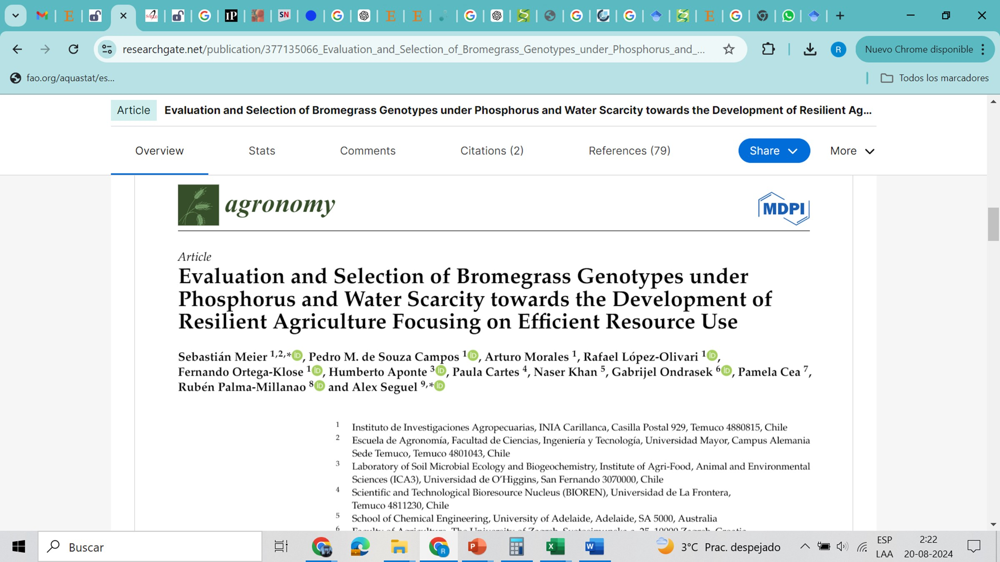 IP
SN
researchgate.net/publication/377135066_Evaluation_and_Selection_of_Bromegrass_Genotypes_under_Phosphorus_and_...
R
Nuevo Chrome disponible
fao.org/aquastat/es...
Todos los marcadores
Article Evaluation and Selection of Bromegrass Genotypes under Phosphorus and Water Scarcity towards the Development of Resilient Ag...
Overview Stats Comments Citations (2) References (79) Share More
agronomy
MDPI
Article
Evaluation and Selection of Bromegrass Genotypes under
Phosphorus and Water Scarcity towards the Development of
Resilient Agriculture Focusing on Efficient Resource Use
Sebastián Meier 1,2,* iD, Pedro M. de Souza Campos 1 iD, Arturo Morales 1, Rafael López-Olivari 1 iD,
Fernando Ortega-Klose 1 iD, Humberto Aponte 3 iD, Paula Cartes 4, Naser Khan 5, Gabrijel Ondrasek 6 iD, Pamela Cea 7,
Rubén Palma-Millanao 8 iD and Alex Seguel 9,* iD
1 Instituto de Investigaciones Agropecuarias, INIA Carillanca, Casilla Postal 929, Temuco 4880815, Chile
2 Escuela de Agronomía, Facultad de Ciencias, Ingeniería y Tecnología, Universidad Mayor, Campus Alemania
Sede Temuco, Temuco 4801043, Chile
3 Laboratory of Soil Microbial Ecology and Biogeochemistry, Institute of Agri-Food, Animal and Environmental
Sciences (ICA3), Universidad de O'Higgins, San Fernando 3070000, Chile
4 Scientific and Technological Bioresource Nucleus (BIOREN), Universidad de La Frontera,
Temuco 4811230, Chile
5 School of Chemical Engineering, University of Adelaide, Adelaide, SA 5000, Australia
6
Buscar
3°C Prac. despejado
ESP
LAA
2:22
20-08-2024